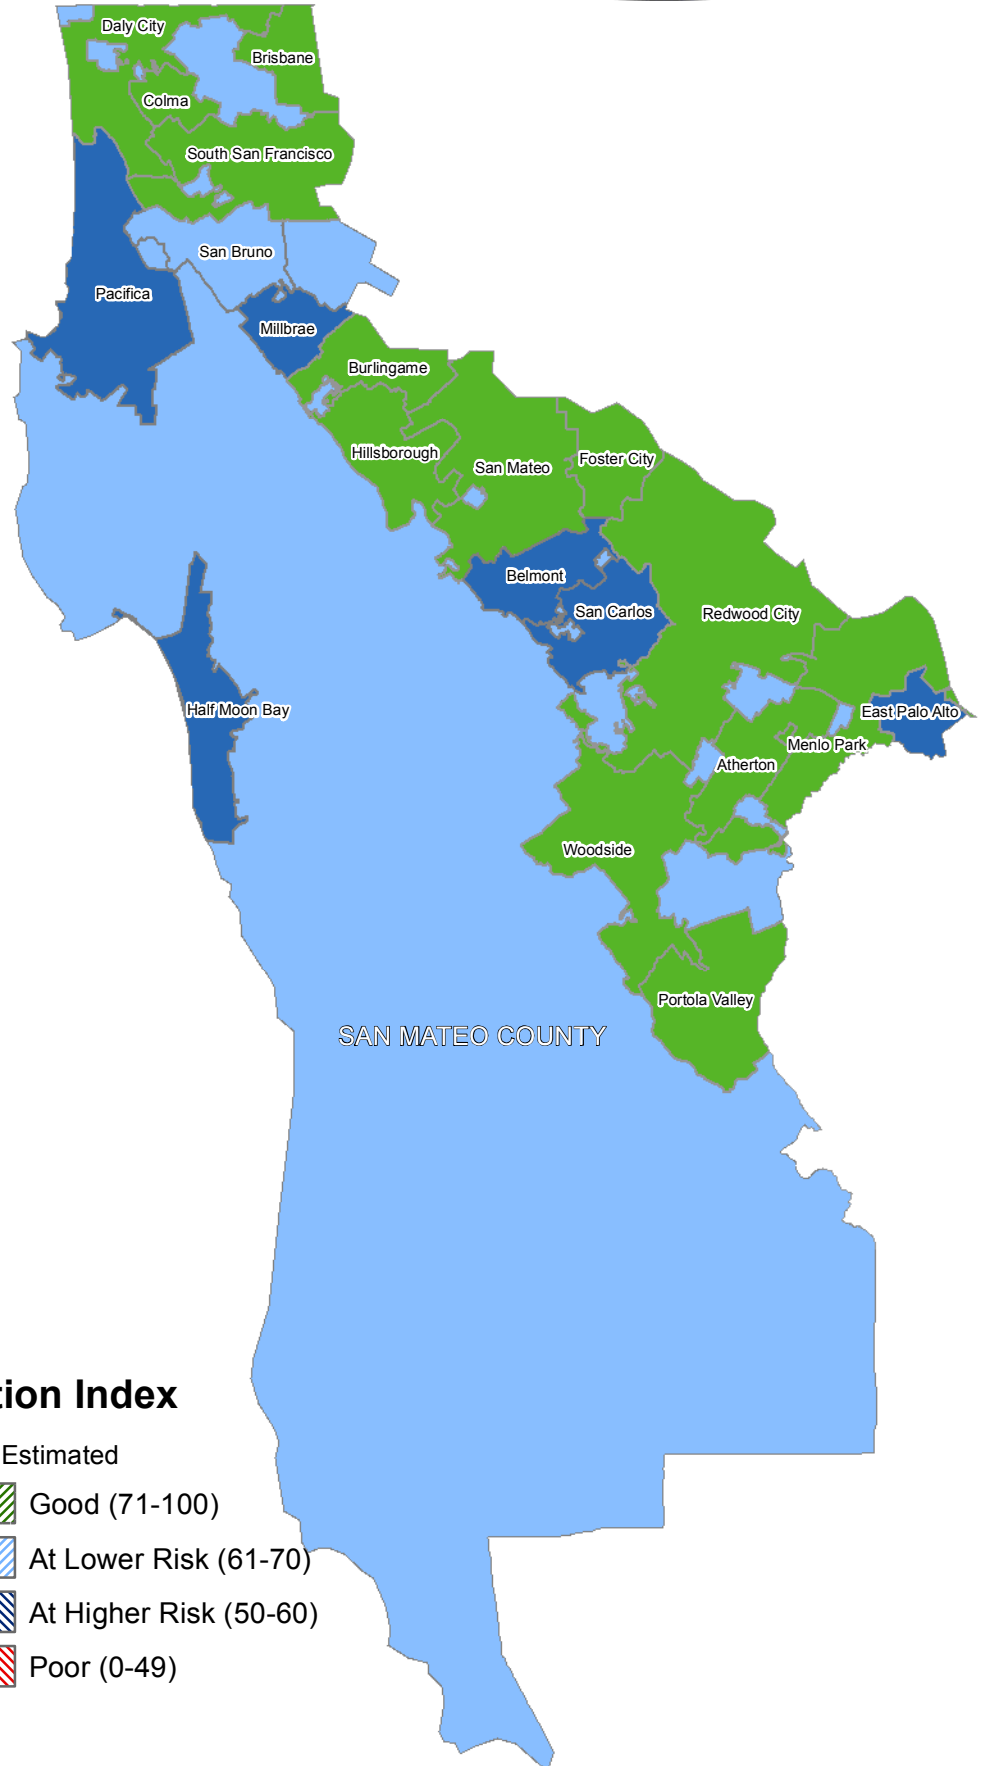 Daly City
Brisbane
Colma
South San Francisco
San Bruno
Pacifica
Millbrae
Burlingame
Hillsborough
San Mateo
Foster City
Belmont
San Carlos
Redwood City
Half Moon Bay
East Palo Alto
Menlo Park
Atherton
Woodside
Portola Valley
SAN MATEO COUNTY
tion Index
Estimated
Good (71-100)
At Lower Risk (61-70)
At Higher Risk (50-60)
Poor (0-49)